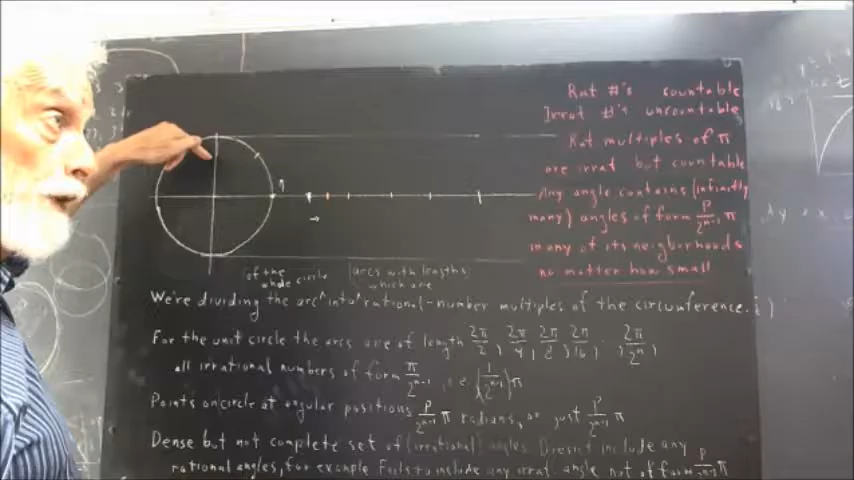 Rat #'s countable
Irrat #'s uncountable
Rat multiples of π
are irrat but countable
Any angle contains (infinitely
many) angles of form P/2^(n-1) π
in any of its neighborhoods
no matter how small
of the whole circle
arcs with lengths which are
We're dividing the arc^into^rational-number multiples of the circumference.
For the unit circle the arcs are of length 2π/2, 2π/4, 2π/8, 2π/16, ..., 2π/2^n
all irrational numbers of form π/2^(n-1), i.e. (1/2^(n-1))π
Points on circle at angular positions P/2^(n-1) π radians, or just P/2^(n-1) π
Dense but not complete set of (irrational) angles. Doesn't include any
rational angles, for example. Fails to include any irrat. angle not of form P/2^(n-1) π